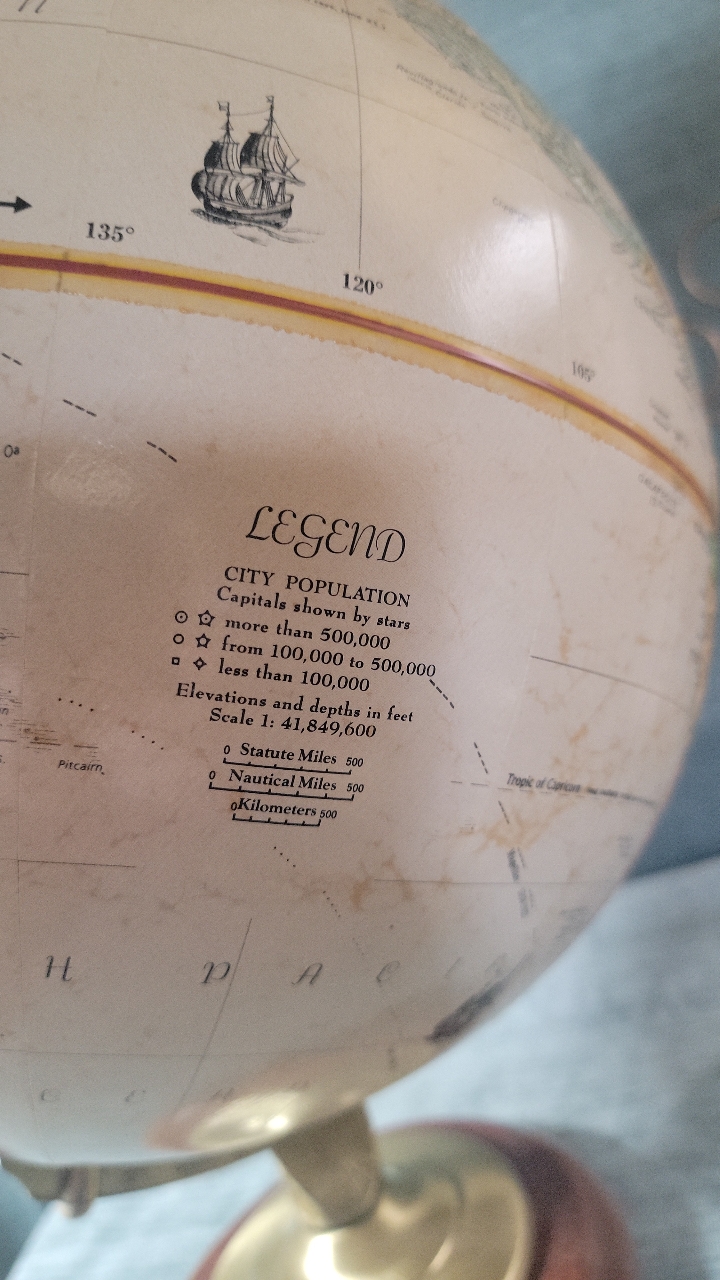 135°
120°
105°
LEGEND
CITY POPULATION
Capitals shown by stars
more than 500,000
from 100,000 to 500,000
less than 100,000
Elevations and depths in feet
Scale 1: 41,849,600
0 Statute Miles 500
0 Nautical Miles 500
0 Kilometers 500
Pitcairn
Tropic of Capricorn
H P A C I